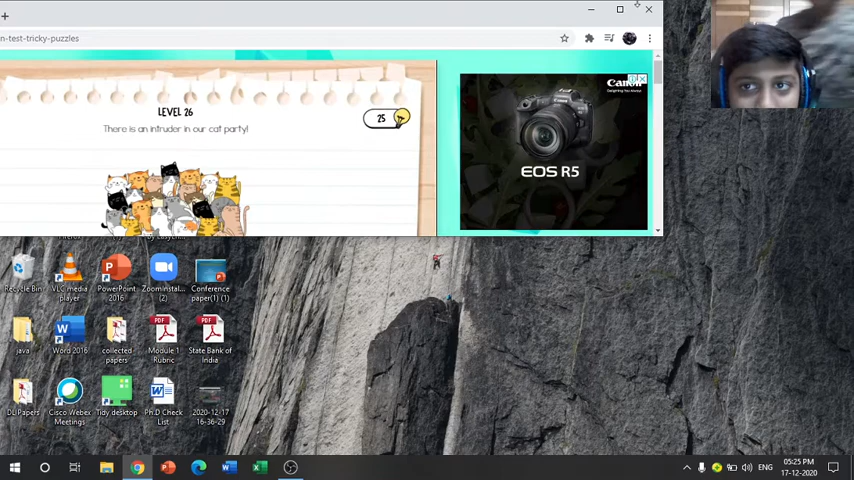 n-test-tricky-puzzles
LEVEL 26
There is an intruder in our cat party!
25
Canon
EOS R5
Recycle Bin
VLC media
player
PowerPoint
2016
ZoomInstal...
(2)
Conference
paper(1) (1)
java
Word 2016
collected
papers
Module 1
Rubric
State Bank of
India
DL Papers
Cisco Webex
Meetings
Tidy desktop
Ph.D Check
List
2020-12-17
16-36-29
ENG
05:25 PM
17-12-2020